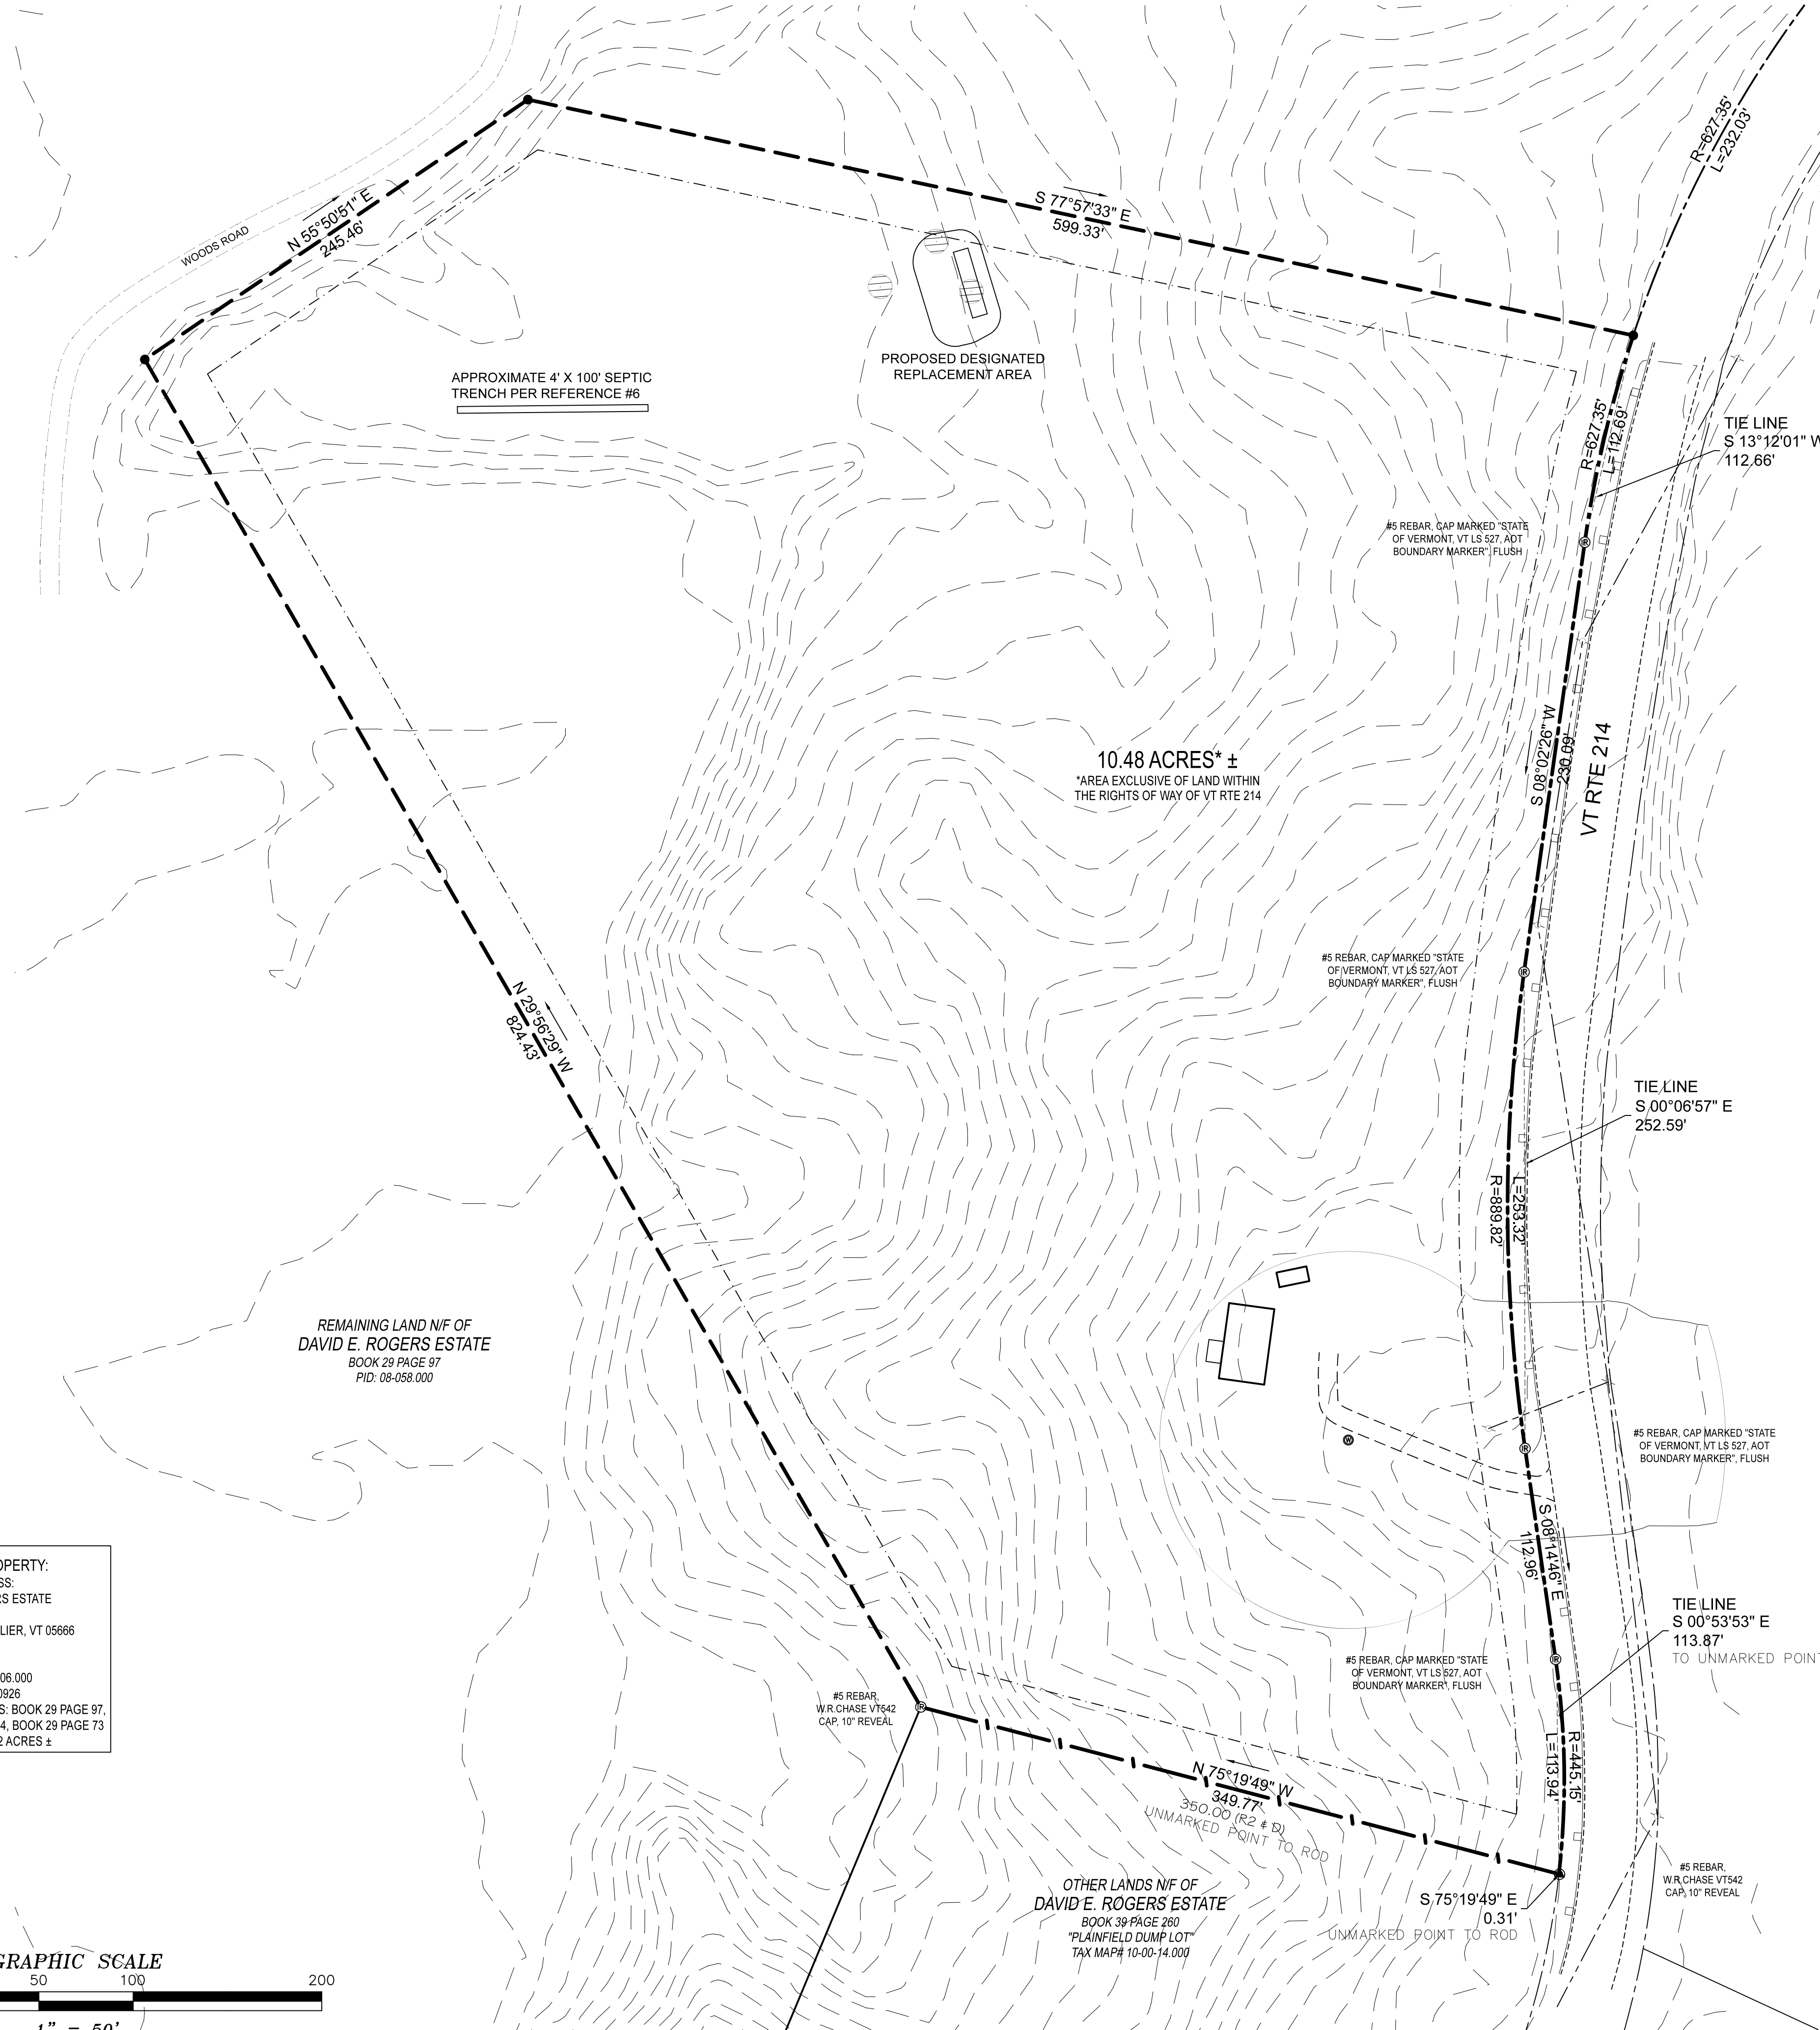 R=627.35'
L=232.03'
N 55°50'51" E
245.46'
WOODS ROAD
S 77°57'33" E
599.33'
PROPOSED DESIGNATED
REPLACEMENT AREA
APPROXIMATE 4' X 100' SEPTIC
TRENCH PER REFERENCE #6
R=627.35'
L=112.69'
TIE LINE
S 13°12'01" W
112.66'
#5 REBAR, CAP MARKED "STATE
OF VERMONT, VT LS 527, AOT
BOUNDARY MARKER", FLUSH
S 08°02'26" W
230.09'
VT RTE 214
10.48 ACRES* ±
*AREA EXCLUSIVE OF LAND WITHIN
THE RIGHTS OF WAY OF VT RTE 214
#5 REBAR, CAP MARKED "STATE
OF VERMONT, VT LS 527, AOT
BOUNDARY MARKER", FLUSH
N 29°56'29" W
824.43'
TIE LINE
S 00°06'57" E
252.59'
L=253.32'
R=889.82'
REMAINING LAND N/F OF
DAVID E. ROGERS ESTATE
BOOK 29 PAGE 97
PID: 08-058.000
#5 REBAR, CAP MARKED "STATE
OF VERMONT, VT LS 527, AOT
BOUNDARY MARKER", FLUSH
S 08°14'46" E
112.96'
OPERTY:
SS:
RS ESTATE
LIER, VT 05666
06.000
0926
S: BOOK 29 PAGE 97,
4, BOOK 29 PAGE 73
2 ACRES ±
TIE LINE
S 00°53'53" E
113.87'
TO UNMARKED POINT
#5 REBAR, CAP MARKED "STATE
OF VERMONT, VT LS 527, AOT
BOUNDARY MARKER", FLUSH
#5 REBAR,
W.R.CHASE VT542
CAP, 10" REVEAL
R=445.15'
L=113.94'
N 75°19'49" W
349.77'
350.00 (R2 & D)
UNMARKED POINT TO ROD
#5 REBAR,
W.R.CHASE VT542
CAP, 10" REVEAL
OTHER LANDS N/F OF
DAVID E. ROGERS ESTATE
BOOK 39 PAGE 260
"PLAINFIELD DUMP LOT"
TAX MAP# 10-00-14.000
S 75°19'49" E
0.31'
UNMARKED POINT TO ROD
GRAPHIC SCALE
50 100 200
1" = 50'
IR
IR
IR
IR
IR
W